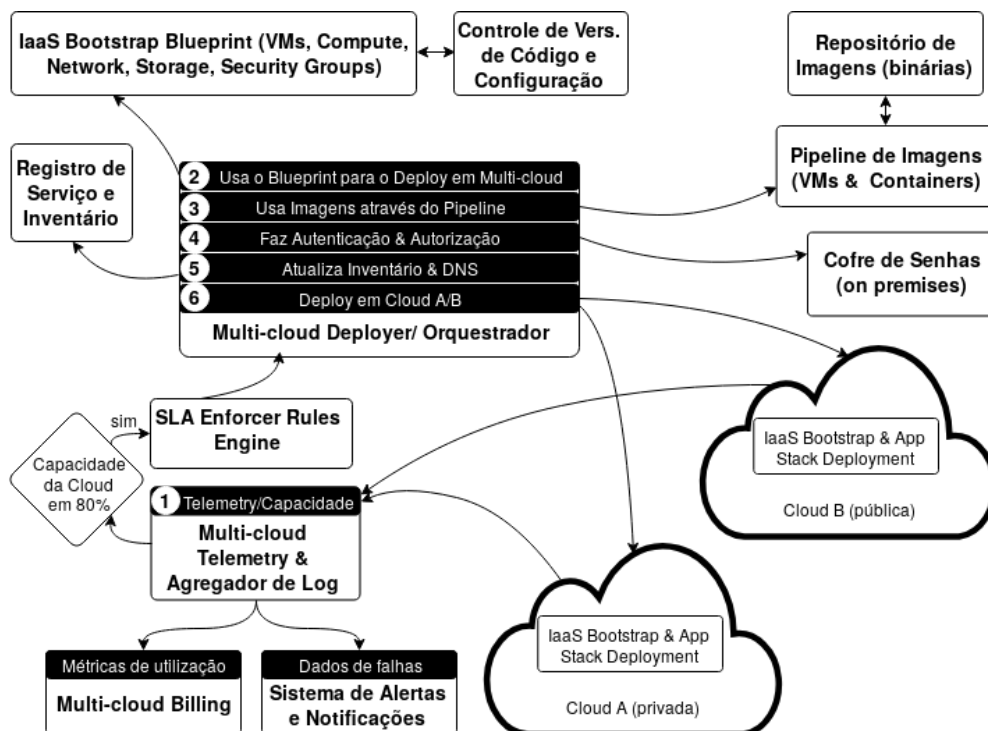 IaaS Bootstrap Blueprint (VMs, Compute,
Network, Storage, Security Groups)
Controle de Vers.
de Código e
Configuração
Repositório de
Imagens (binárias)
Registro de
Serviço e
Inventário
Pipeline de Imagens
(VMs & Containers)
2 Usa o Blueprint para o Deploy em Multi-cloud
3 Usa Imagens através do Pipeline
4 Faz Autenticação & Autorização
5 Atualiza Inventário & DNS
6 Deploy em Cloud A/B
Multi-cloud Deployer/ Orquestrador
Cofre de Senhas
(on premises)
sim
SLA Enforcer Rules
Engine
Capacidade
da Cloud
em 80%
IaaS Bootstrap & App
Stack Deployment
Cloud B (pública)
1 Telemetry/Capacidade
Multi-cloud
Telemetry &
Agregador de Log
IaaS Bootstrap & App
Stack Deployment
Cloud A (privada)
Métricas de utilização
Multi-cloud Billing
Dados de falhas
Sistema de Alertas
e Notificações